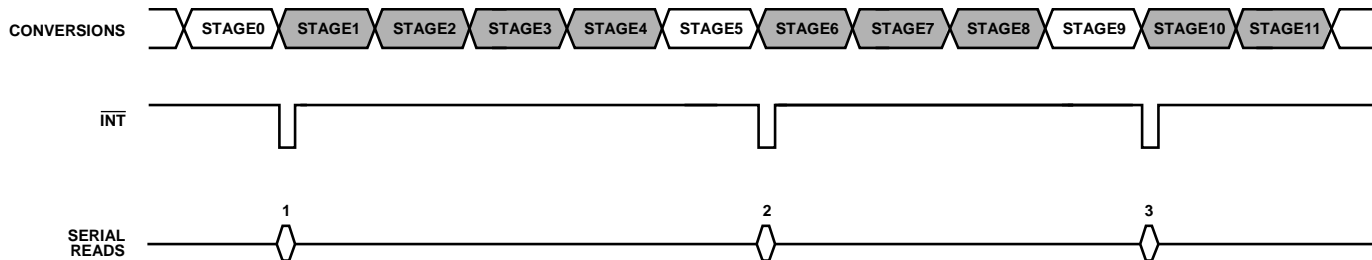 CONVERSIONS STAGE0 STAGE1 STAGE2 STAGE3 STAGE4 STAGE5 STAGE6 STAGE7 STAGE8 STAGE9 STAGE10 STAGE11
INT
1 2 3
SERIAL
READS